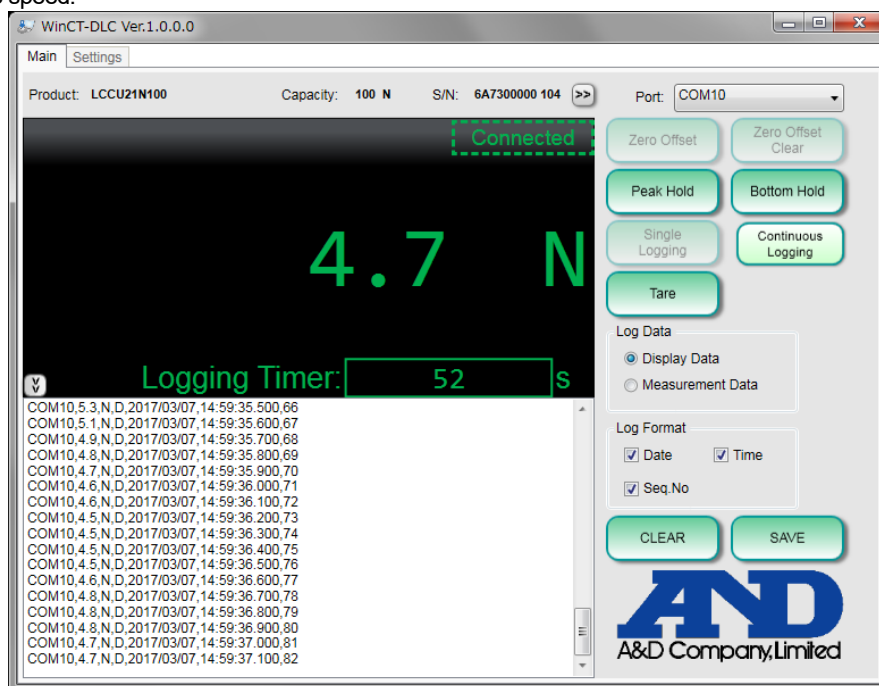 speed.
WinCT-DLC Ver.1.0.0.0
Main Settings
Product: LCCU21N100 Capacity: 100 N S/N: 6A7300000 104 >> Port: COM10
Connected
Zero Offset Zero Offset Clear
Peak Hold Bottom Hold
4.7 N
Single Logging Continuous Logging
Tare
Logging Timer: 52 s
Log Data
Display Data
Measurement Data
COM10,5.3,N,D,2017/03/07,14:59:35.500,66
COM10,5.1,N,D,2017/03/07,14:59:35.600,67
COM10,4.9,N,D,2017/03/07,14:59:35.700,68
COM10,4.8,N,D,2017/03/07,14:59:35.800,69
COM10,4.7,N,D,2017/03/07,14:59:35.900,70
COM10,4.6,N,D,2017/03/07,14:59:36.000,71
COM10,4.6,N,D,2017/03/07,14:59:36.100,72
COM10,4.5,N,D,2017/03/07,14:59:36.200,73
COM10,4.5,N,D,2017/03/07,14:59:36.300,74
COM10,4.5,N,D,2017/03/07,14:59:36.400,75
COM10,4.5,N,D,2017/03/07,14:59:36.500,76
COM10,4.6,N,D,2017/03/07,14:59:36.600,77
COM10,4.8,N,D,2017/03/07,14:59:36.700,78
COM10,4.8,N,D,2017/03/07,14:59:36.800,79
COM10,4.8,N,D,2017/03/07,14:59:36.900,80
COM10,4.7,N,D,2017/03/07,14:59:37.000,81
COM10,4.7,N,D,2017/03/07,14:59:37.100,82
Log Format
Date Time
Seq.No
CLEAR SAVE
AND
A&D Company,Limited